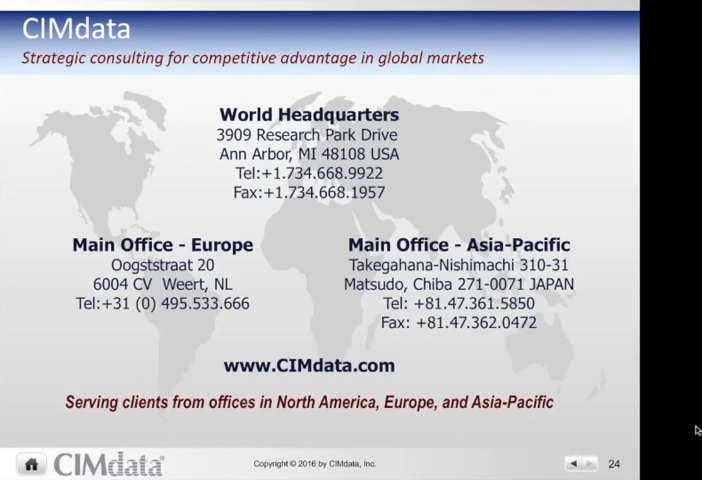 CIMdata
Strategic consulting for competitive advantage in global markets
World Headquarters
3909 Research Park Drive
Ann Arbor, MI 48108 USA
Tel:+1.734.668.9922
Fax:+1.734.668.1957
Main Office - Europe
Oogststraat 20
6004 CV Weert, NL
Tel:+31 (0) 495.533.666
Main Office - Asia-Pacific
Takegahana-Nishimachi 310-31
Matsudo, Chiba 271-0071 JAPAN
Tel: +81.47.361.5850
Fax: +81.47.362.0472
www.CIMdata.com
Serving clients from offices in North America, Europe, and Asia-Pacific
CIMdata®
Copyright © 2016 by CIMdata, Inc.
24